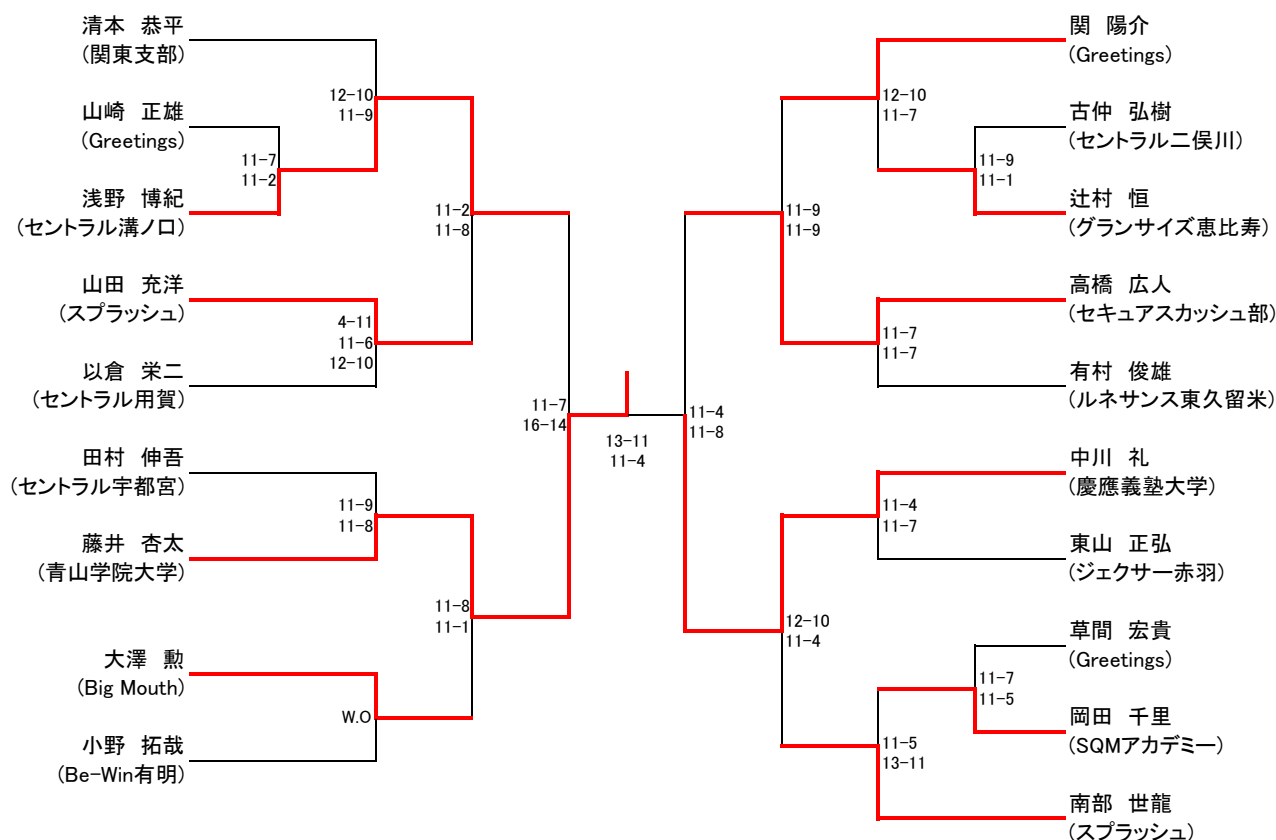 清本 恭平
(関東支部)
12-10
11-9
山崎 正雄
(Greetings)
11-7
11-2
浅野 博紀
(セントラル溝ノ口)
11-2
11-8
山田 充洋
(スプラッシュ)
4-11
11-6
12-10
以倉 栄二
(セントラル用賀)
11-7
16-14
田村 伸吾
(セントラル宇都宮)
11-9
11-8
藤井 杏太
(青山学院大学)
11-8
11-1
大澤 勲
(Big Mouth)
W.O
小野 拓哉
(Be-Win有明)
13-11
11-4
関 陽介
(Greetings)
12-10
11-7
古仲 弘樹
(セントラル二俣川)
11-9
11-1
辻村 恒
(グランサイズ恵比寿)
11-9
11-9
高橋 広人
(セキュアスカッシュ部)
11-7
11-7
有村 俊雄
(ルネサンス東久留米)
11-4
11-8
中川 礼
(慶應義塾大学)
11-4
11-7
東山 正弘
(ジェクサー赤羽)
12-10
11-4
草間 宏貴
(Greetings)
11-7
11-5
岡田 千里
(SQMアカデミー)
11-5
13-11
南部 世龍
(スプラッシュ)